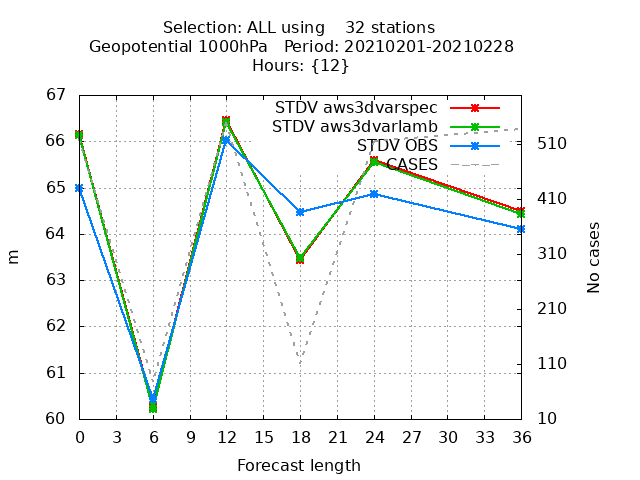 Selection: ALL using    32 stations
Geopotential 1000hPa   Period: 20210201-20210228
Hours: {12}
STDV aws3dvarspec
STDV aws3dvarlamb
STDV OBS
CASES
67
66
65
64
63
62
61
60
m
510
410
310
210
110
10
No cases
0 3 6 9 12 15 18 21 24 27 30 33 36
Forecast length